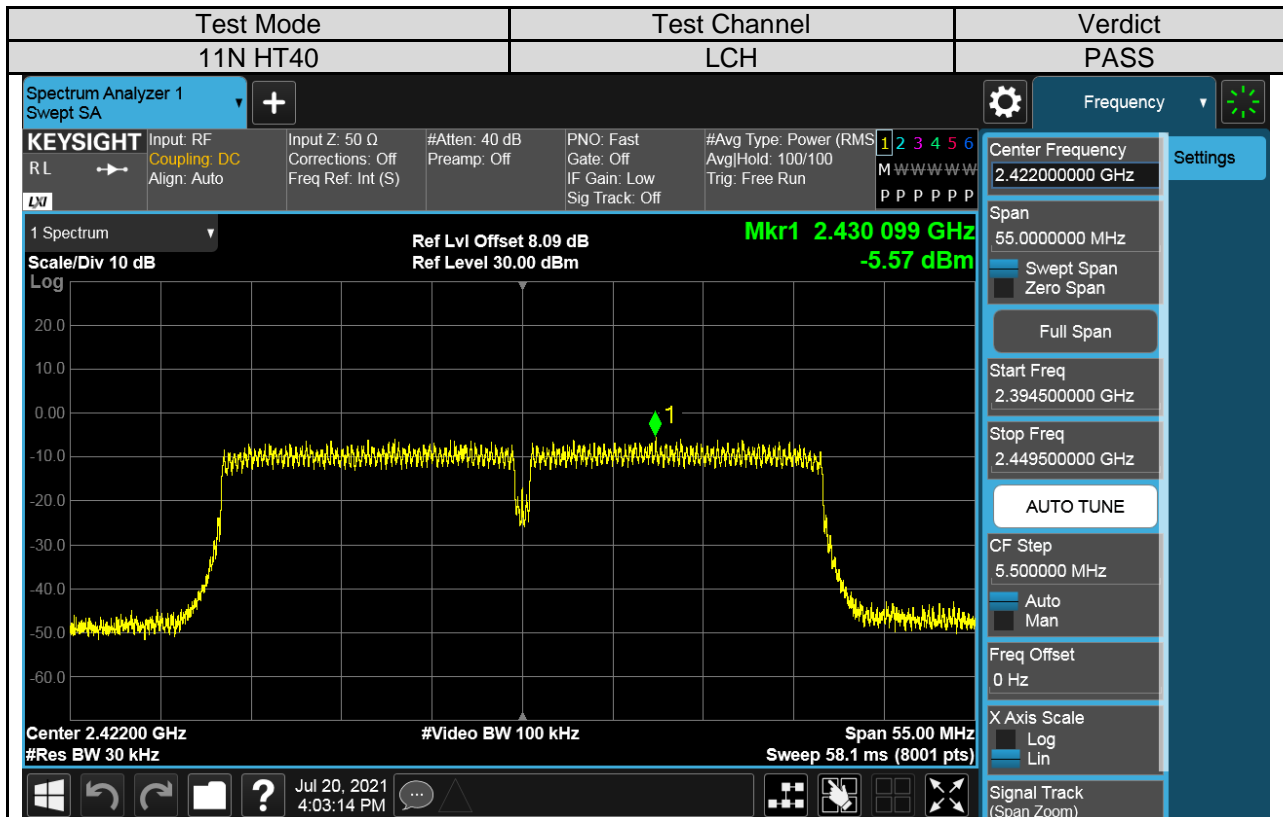 Test Mode Test Channel Verdict
11N HT40 LCH PASS
Spectrum Analyzer 1
Swept SA
Frequency
KEYSIGHT
RL
LXI
Input: RF
Coupling: DC
Align: Auto
Input Z: 50 Ω
Corrections: Off
Freq Ref: Int (S)
#Atten: 40 dB
Preamp: Off
PNO: Fast
Gate: Off
IF Gain: Low
Sig Track: Off
#Avg Type: Power (RMS
Avg|Hold: 100/100
Trig: Free Run
1 2 3 4 5 6
M W W W W W
P P P P P P
1 Spectrum
Scale/Div 10 dB
Log
Ref Lvl Offset 8.09 dB
Ref Level 30.00 dBm
Mkr1 2.430 099 GHz
-5.57 dBm
20.0
10.0
0.00
1
-10.0
-20.0
-30.0
-40.0
-50.0
-60.0
Center 2.42200 GHz
#Res BW 30 kHz
#Video BW 100 kHz
Span 55.00 MHz
Sweep 58.1 ms (8001 pts)
Center Frequency
2.422000000 GHz
Settings
Span
55.0000000 MHz
Swept Span
Zero Span
Full Span
Start Freq
2.394500000 GHz
Stop Freq
2.449500000 GHz
AUTO TUNE
CF Step
5.500000 MHz
Auto
Man
Freq Offset
0 Hz
X Axis Scale
Log
Lin
Signal Track
(Span Zoom)
?
Jul 20, 2021
4:03:14 PM